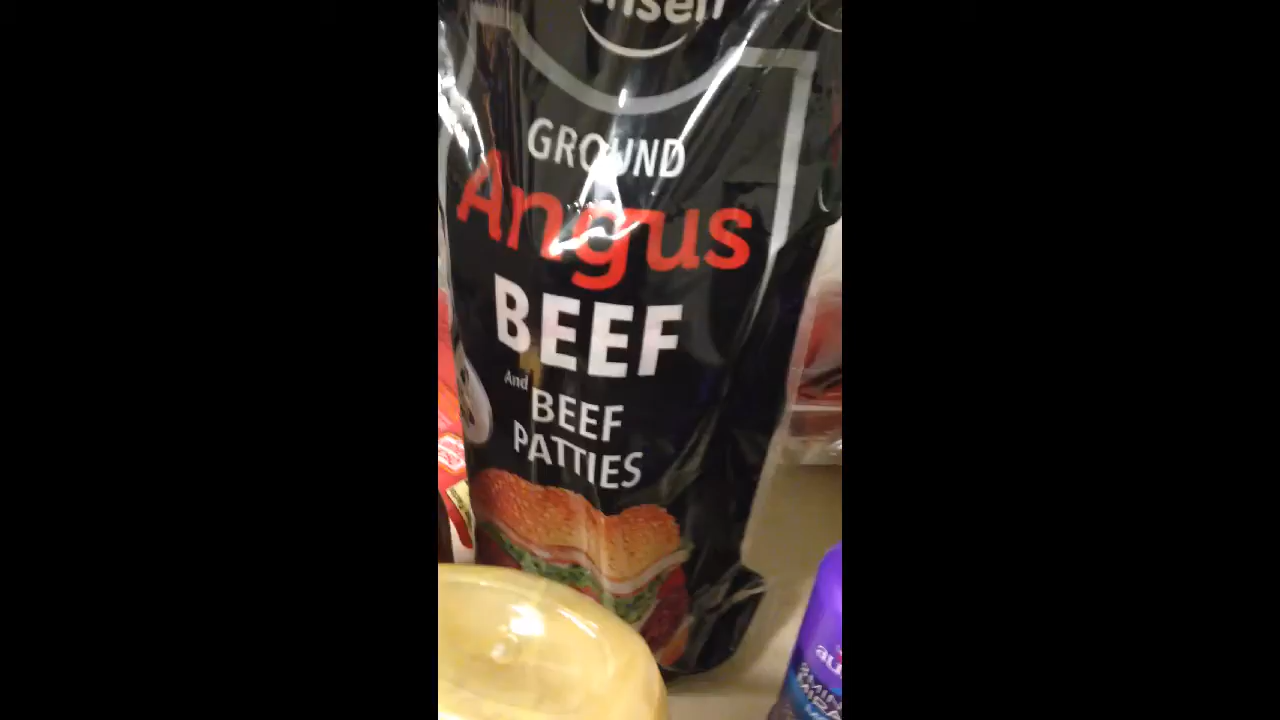 GROUND
Angus
BEEF
And
BEEF
PATTIES